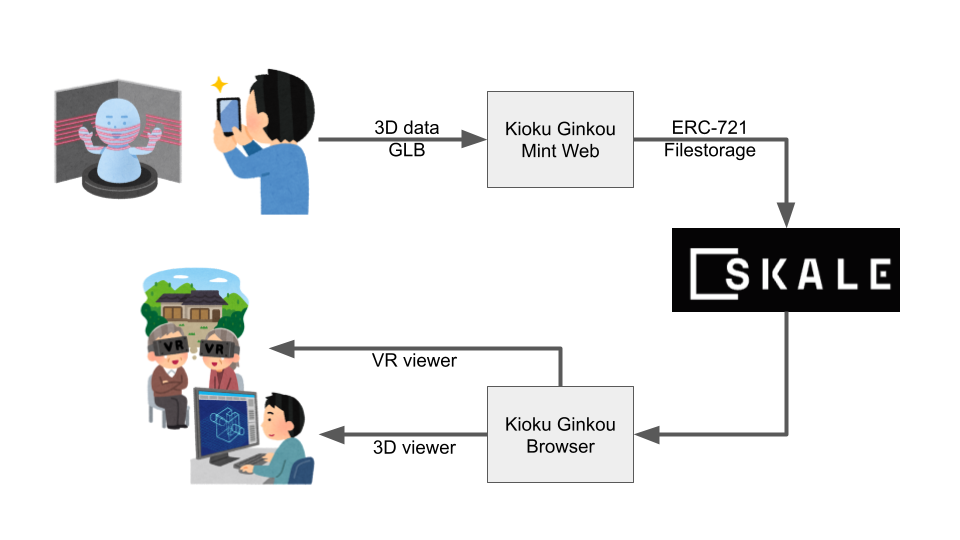 3D data
GLB
Kioku Ginkou
Mint Web
ERC-721
Filestorage
SKALE
VR
VR
VR viewer
Kioku Ginkou
Browser
3D viewer